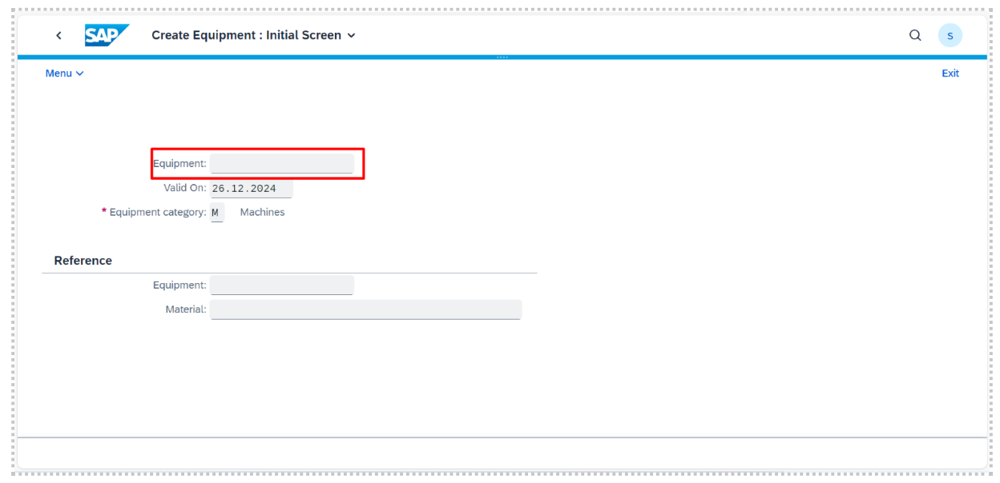 SAP Create Equipment : Initial Screen S
Menu Exit
Equipment:
Valid On: 26.12.2024
* Equipment category: M Machines
Reference
Equipment:
Material: